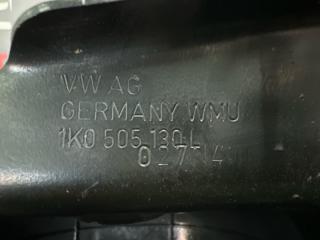 VW AG
GERMANY WMU
1K0 505 130 L